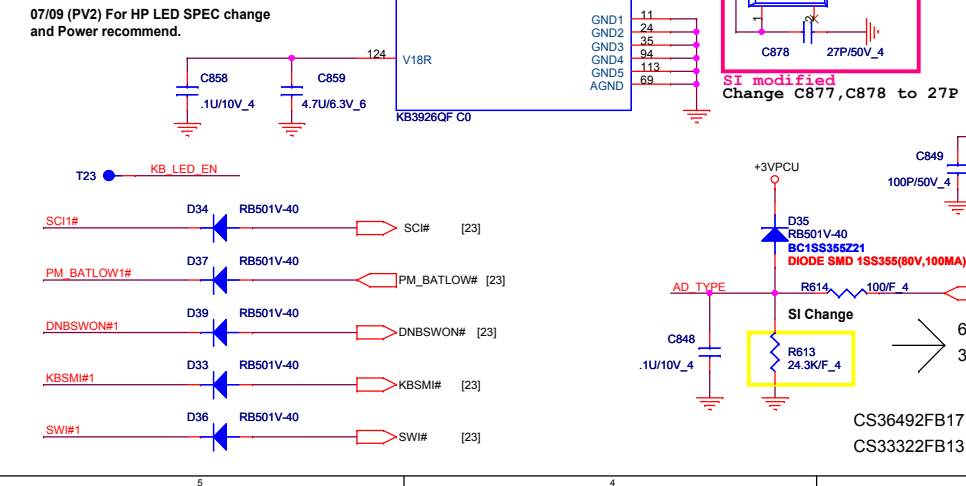 07/09 (PV2) For HP LED SPEC change
and Power recommend.
124
V18R
C858
.1U/10V_4
C859
4.7U/6.3V_6
KB3926QF C0
GND1
GND2
GND3
GND4
GND5
AGND
11
24
35
94
113
69
1
2
C878
27P/50V_4
SI modified
Change C877,C878 to 27P
T23
KB_LED_EN
SCI1#
D34
RB501V-40
SCI#
[23]
PM_BATLOW1#
D37
RB501V-40
PM_BATLOW#
[23]
DNBSWON#1
D39
RB501V-40
DNBSWON#
[23]
KBSMI#1
D33
RB501V-40
KBSMI#
[23]
SWI#1
D36
RB501V-40
SWI#
[23]
C849
100P/50V_4
+3VPCU
D35
RB501V-40
BC1SS355Z21
DIODE SMD 1SS355(80V,100MA)
AD_TYPE
R614
100/F_4
SI Change
C848
.1U/10V_4
R613
24.3K/F_4
6
3
CS36492FB17
CS33322FB13
5
4